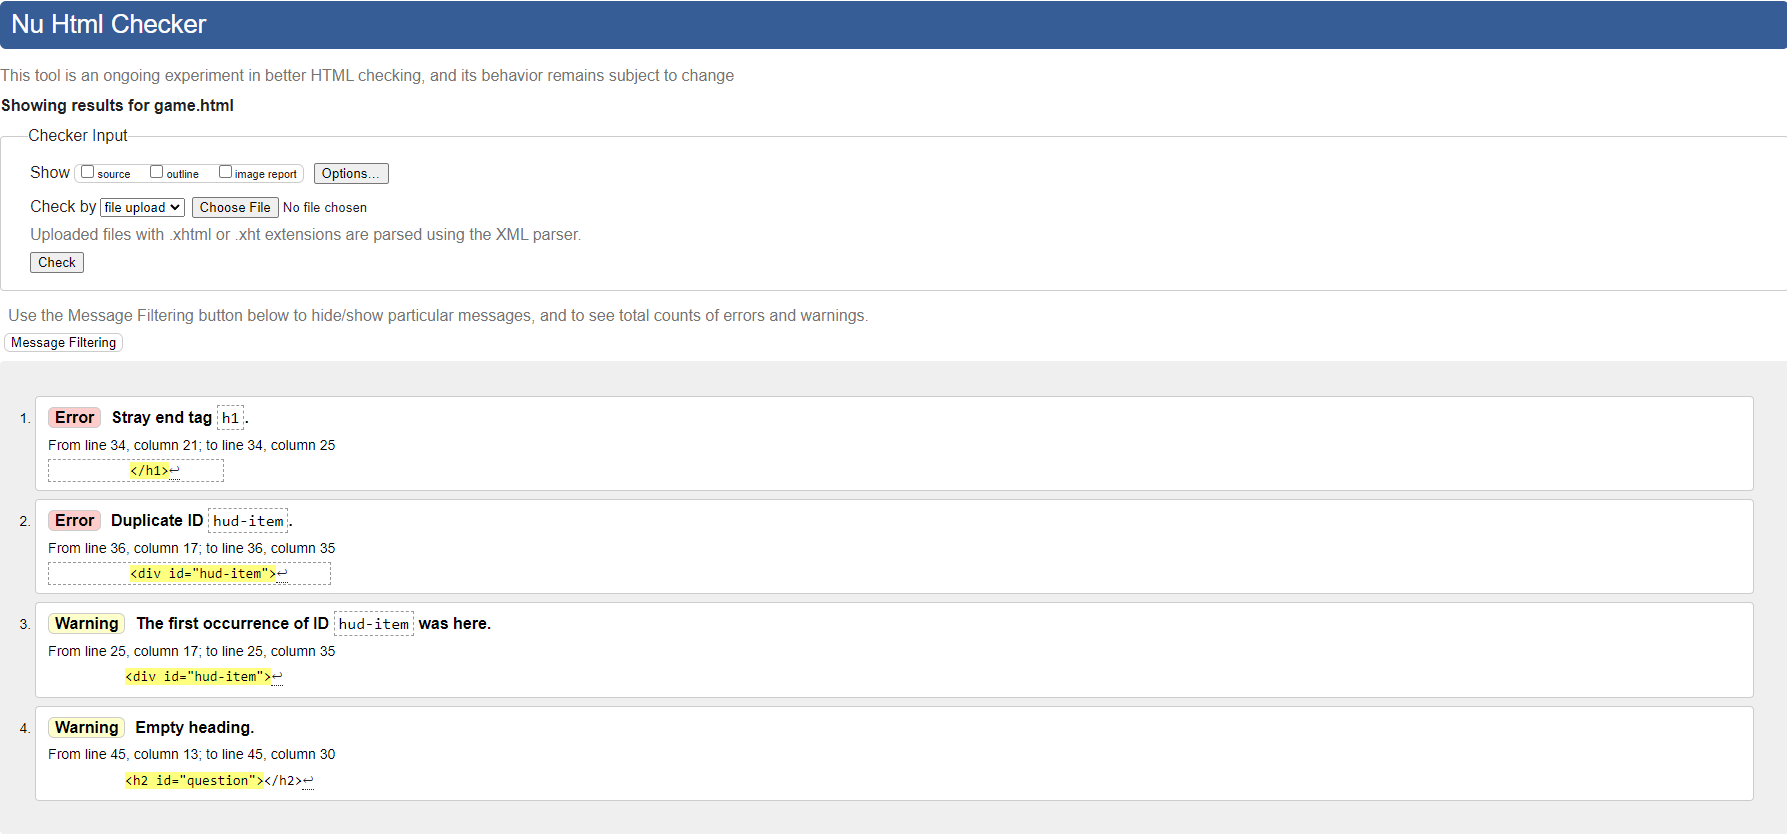 Nu Html Checker
This tool is an ongoing experiment in better HTML checking, and its behavior remains subject to change
Showing results for game.html
Checker Input
Show source outline image report Options...
Check by file upload Choose File No file chosen
Uploaded files with .xhtml or .xht extensions are parsed using the XML parser.
Check
Use the Message Filtering button below to hide/show particular messages, and to see total counts of errors and warnings.
Message Filtering
1. Error Stray end tag h1.
From line 34, column 21; to line 34, column 25
</h1>↩
2. Error Duplicate ID hud-item.
From line 36, column 17; to line 36, column 35
<div id="hud-item">↩
3. Warning The first occurrence of ID hud-item was here.
From line 25, column 17; to line 25, column 35
<div id="hud-item">↩
4. Warning Empty heading.
From line 45, column 13; to line 45, column 30
<h2 id="question"></h2>↩